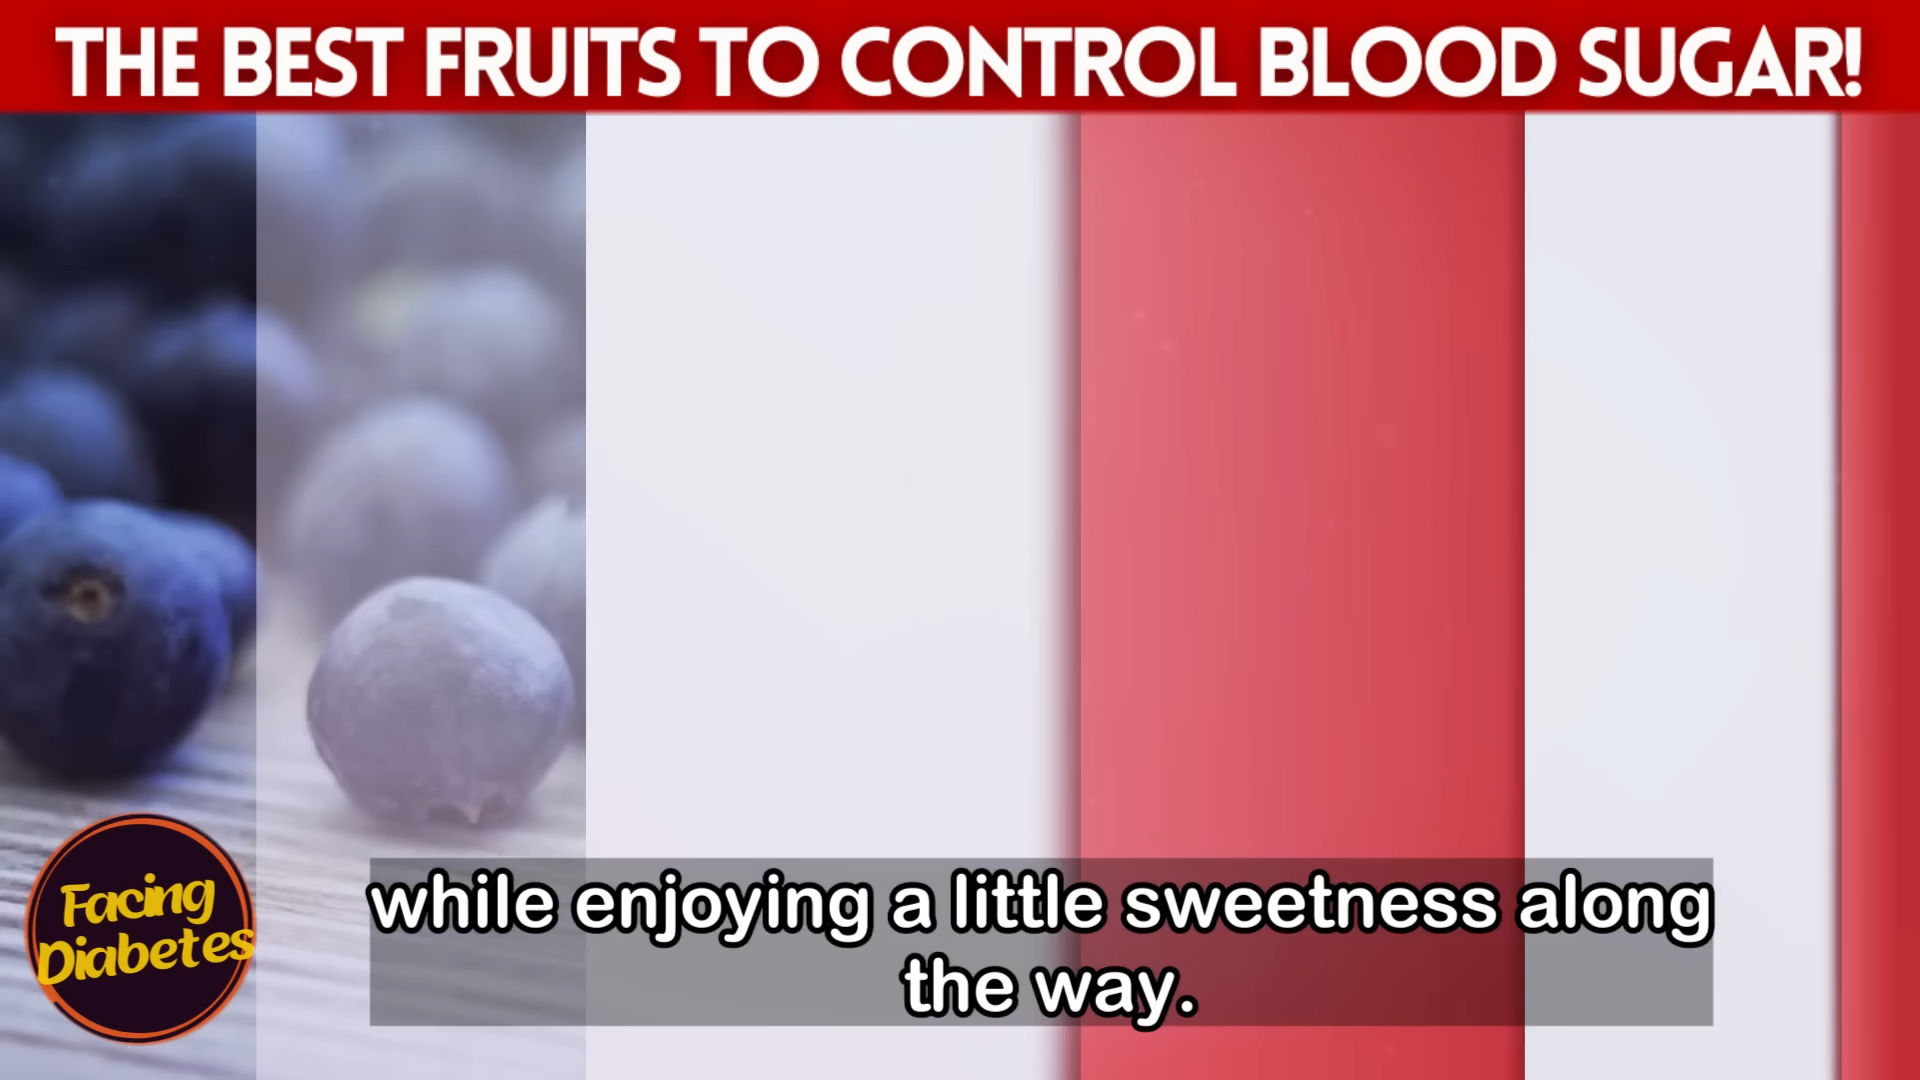 THE BEST FRUITS TO CONTROL BLOOD SUGAR!
Facing
Diabetes
while enjoying a little sweetness along
the way.